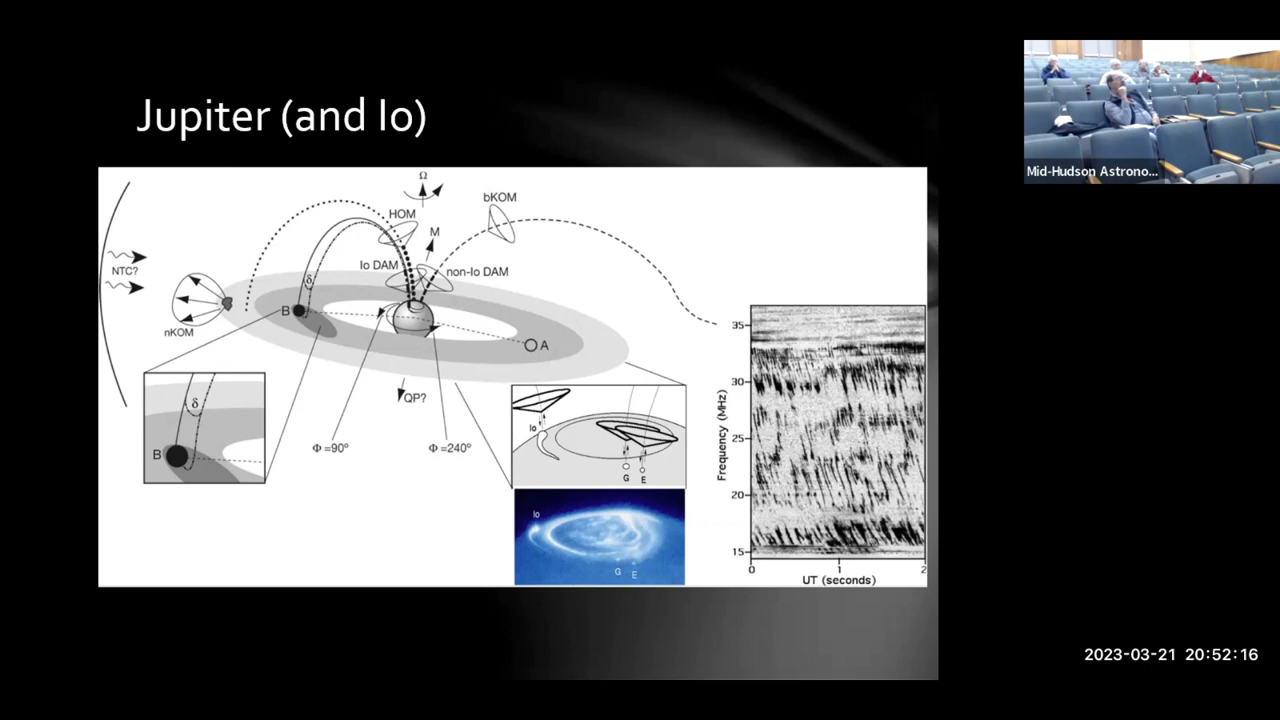 Jupiter (and Io)
Mid-Hudson Astrono...
Ω
bKOM
HOM
M
Io DAM
non-Io DAM
NTC?
δ
B
nKOM
A
QP?
δ
B
Φ =90°
Φ =240°
Io
G E
Io
G E
35
30
25
20
15
Frequency (MHz)
0 1 2
UT (seconds)
2023-03-21 20:52:16